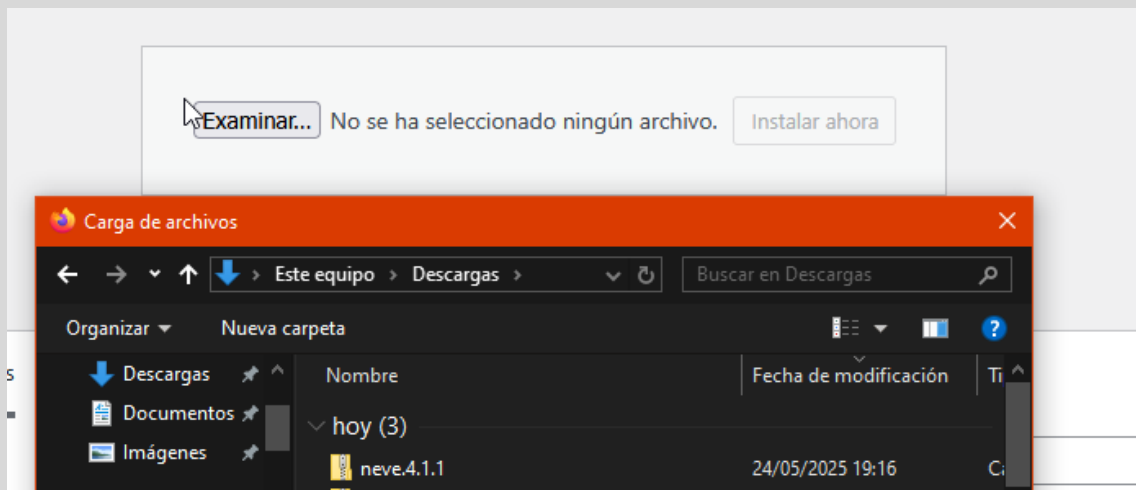 Examinar... No se ha seleccionado ningún archivo. Instalar ahora
Carga de archivos
Este equipo > Descargas >
Buscar en Descargas
Organizar Nueva carpeta
?
s
Descargas
Documentos
Imágenes
Nombre Fecha de modificación Ti
hoy (3)
neve.4.1.1 24/05/2025 19:16